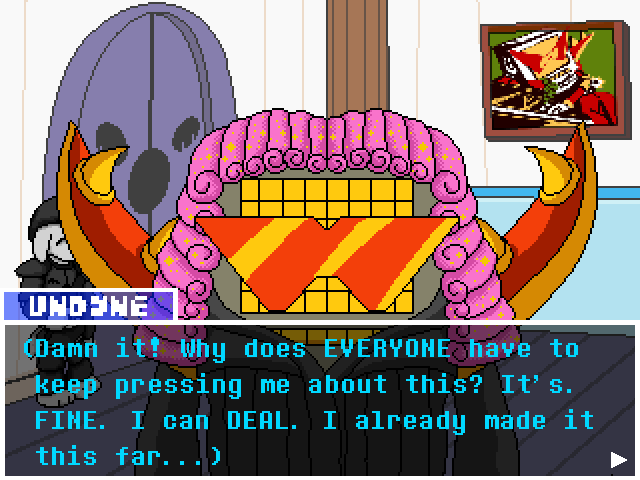 UNDYNE
(Damn it! Why does EVERYONE have to
keep pressing me about this? It's.
FINE. I can DEAL. I already made it
this far...)